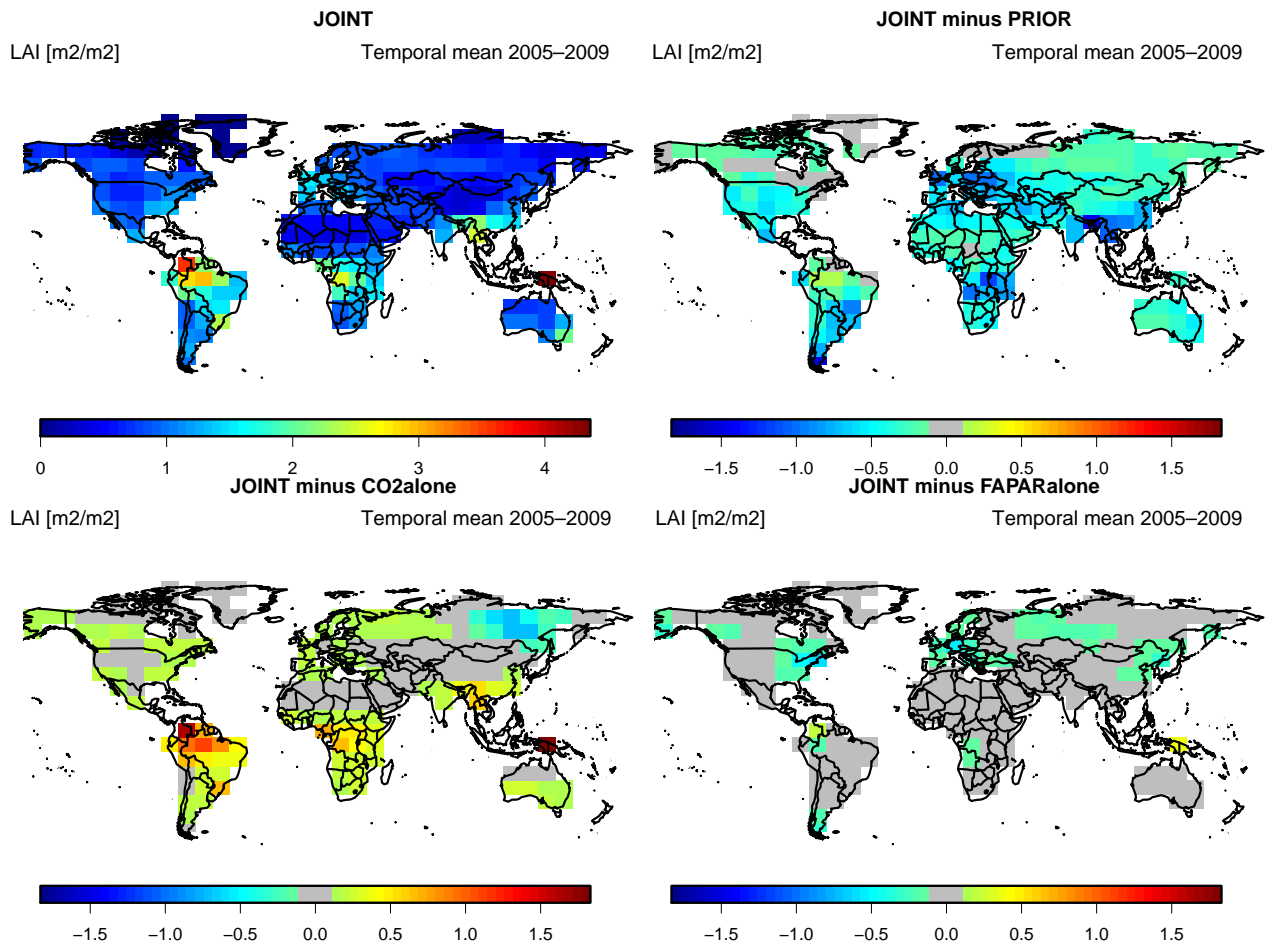 JOINT
JOINT minus PRIOR
LAI [m2/m2]
Temporal mean 2005–2009
LAI [m2/m2]
Temporal mean 2005–2009
0 1 2 3 4
−1.5 −1.0 −0.5 0.0 0.5 1.0 1.5
JOINT minus CO2alone
JOINT minus FAPARalone
LAI [m2/m2]
Temporal mean 2005–2009
LAI [m2/m2]
Temporal mean 2005–2009
−1.5 −1.0 −0.5 0.0 0.5 1.0 1.5
−1.5 −1.0 −0.5 0.0 0.5 1.0 1.5